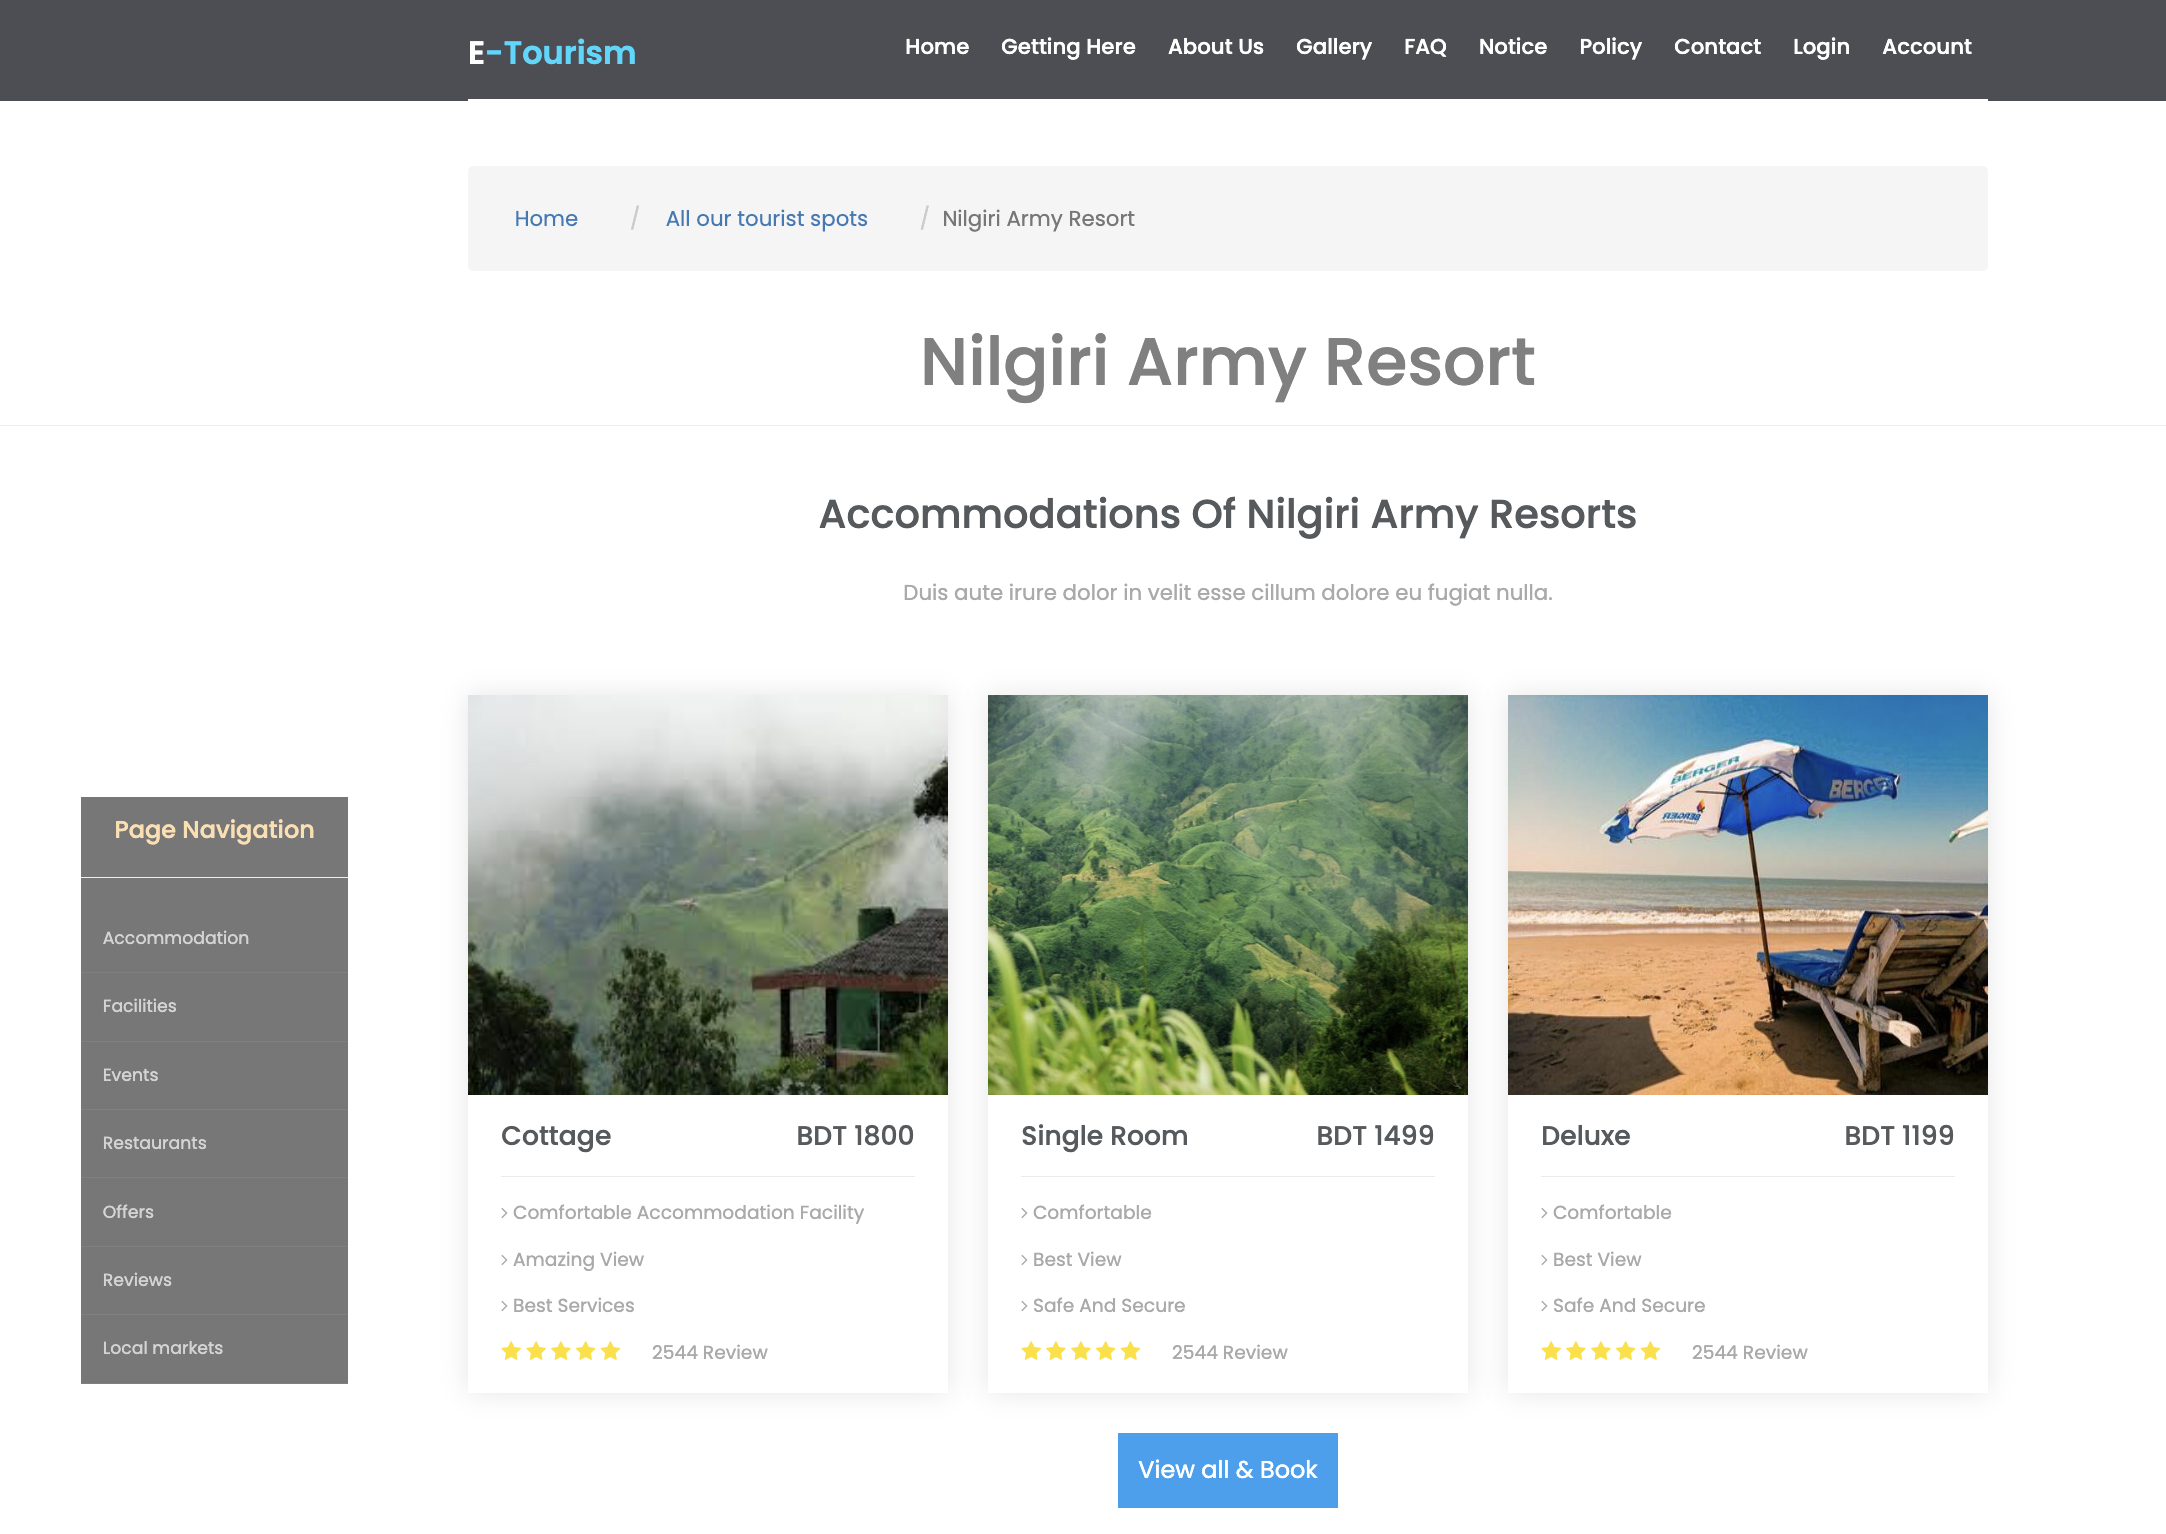 E-Tourism
Home Getting Here About Us Gallery FAQ Notice Policy Contact Login Account
Home / All our tourist spots / Nilgiri Army Resort
Nilgiri Army Resort
Accommodations Of Nilgiri Army Resorts
Duis aute irure dolor in velit esse cillum dolore eu fugiat nulla.
Page Navigation
Accommodation
Facilities
Events
Restaurants
Offers
Reviews
Local markets
Cottage BDT 1800
> Comfortable Accommodation Facility
> Amazing View
> Best Services
2544 Review
Single Room BDT 1499
> Comfortable
> Best View
> Safe And Secure
2544 Review
BERGER
BERGER
BERGER
Deluxe BDT 1199
> Comfortable
> Best View
> Safe And Secure
2544 Review
View all & Book